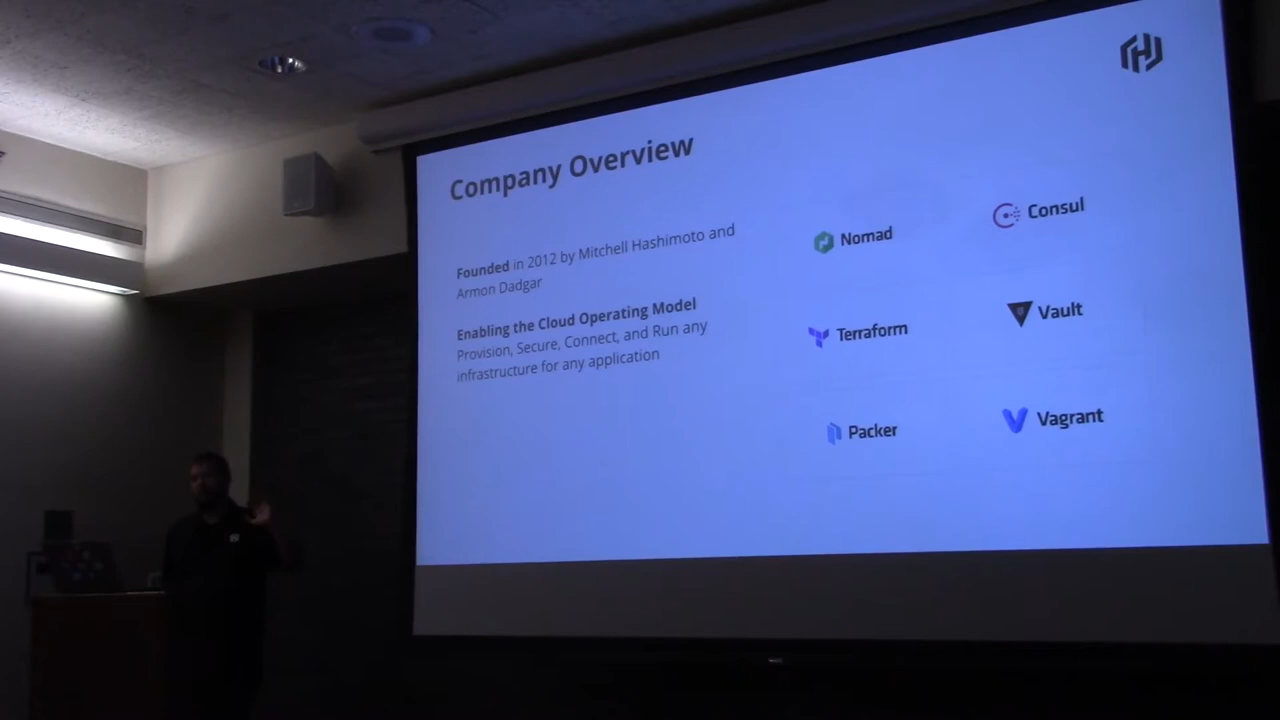 Company Overview
Founded in 2012 by Mitchell Hashimoto and
Armon Dadgar
Enabling the Cloud Operating Model
Provision, Secure, Connect, and Run any
infrastructure for any application
Nomad
Consul
Terraform
Vault
Packer
Vagrant